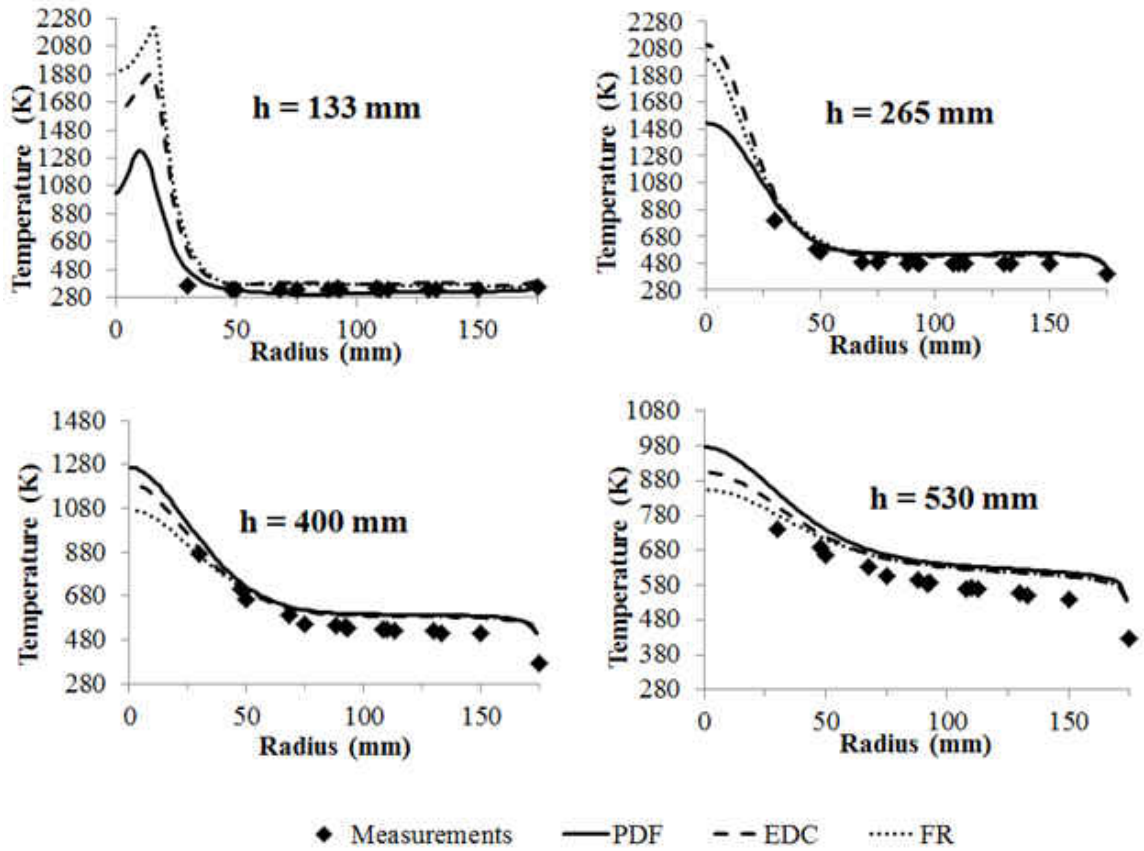 2280
2080
1880
1680
1480
1280
1080
880
680
480
280
Temperature (K)
h = 133 mm
0 50 100 150
Radius (mm)
2280
2080
1880
1680
1480
1280
1080
880
680
480
280
Temperature (K)
h = 265 mm
0 50 100 150
Radius (mm)
1480
1280
1080
880
680
480
280
Temperature (K)
h = 400 mm
0 50 100 150
Radius (mm)
1080
980
880
780
680
580
480
380
280
Temperature (K)
h = 530 mm
0 50 100 150
Radius (mm)
Measurements PDF EDC FR